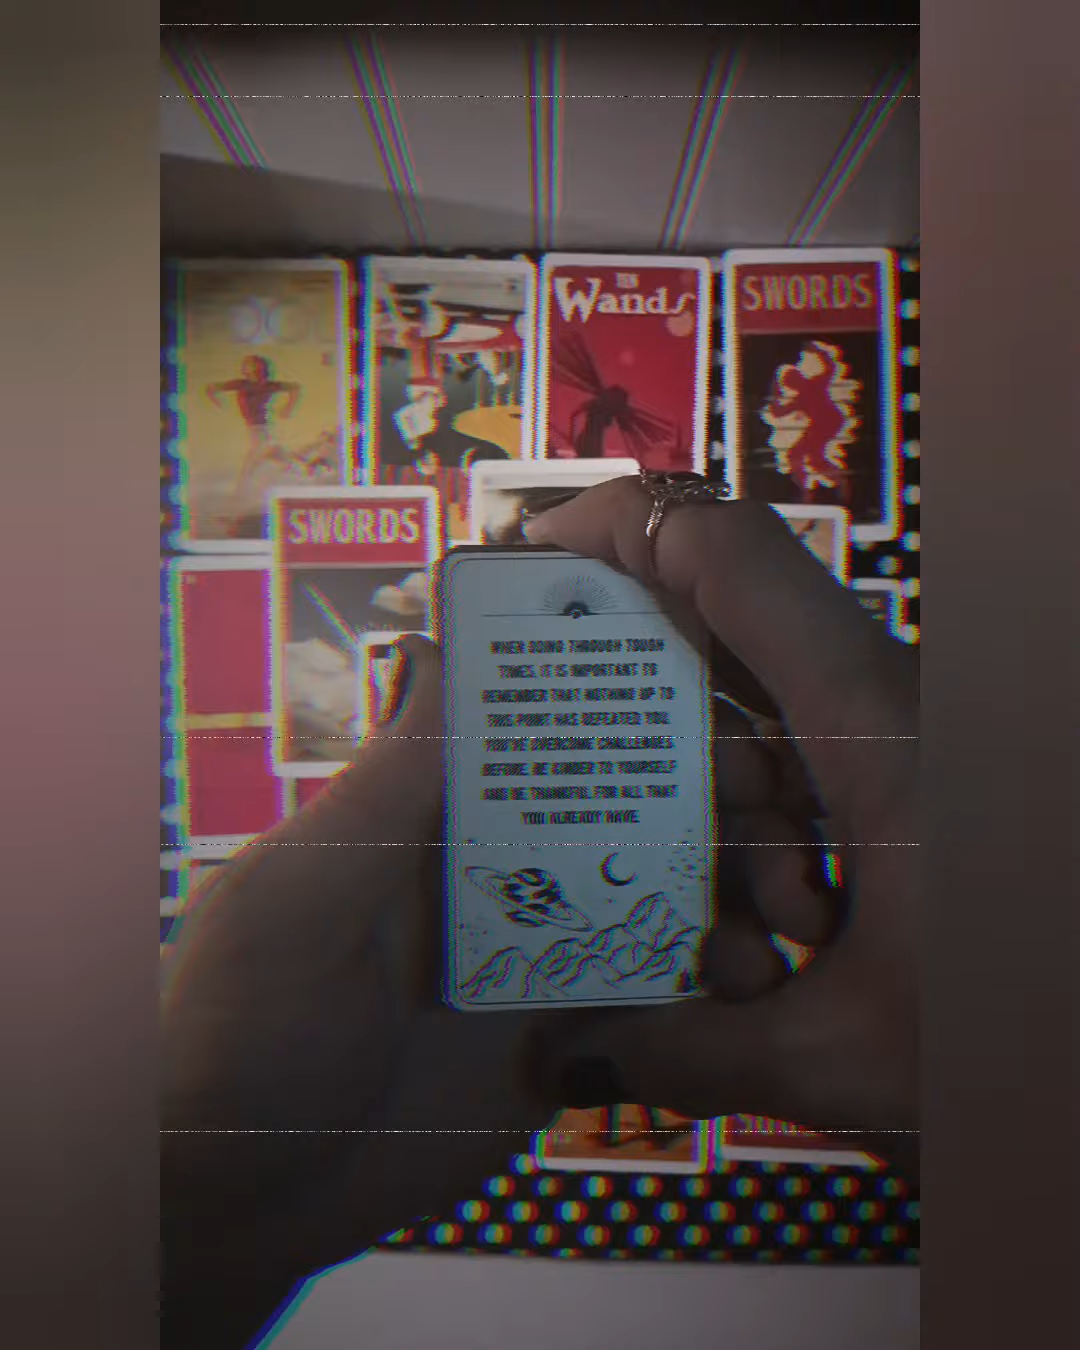 TEN
Wands
SWORDS
SWORDS
WHEN GOING THROUGH TOUGH
TIMES, IT IS IMPORTANT TO
REMEMBER THAT NOTHING UP TO
THIS POINT HAS DEFEATED YOU.
YOU'VE OVERCOME CHALLENGES
BEFORE. BE KINDER TO YOURSELF
AND BE THANKFUL FOR ALL THAT
YOU ALREADY HAVE.